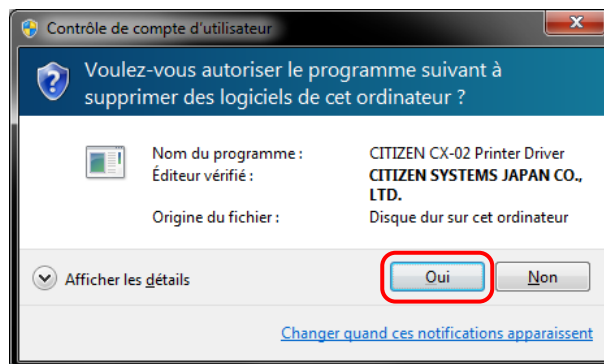 Contrôle de compte d'utilisateur
Voulez-vous autoriser le programme suivant à
supprimer des logiciels de cet ordinateur ?
Nom du programme : CITIZEN CX-02 Printer Driver
Éditeur vérifié : CITIZEN SYSTEMS JAPAN CO.,
LTD.
Origine du fichier : Disque dur sur cet ordinateur
Afficher les détails Oui Non
Changer quand ces notifications apparaissent